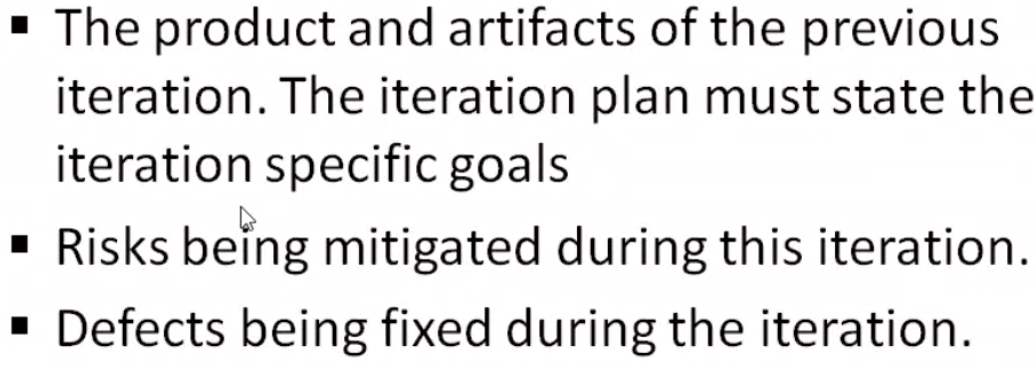 ▪ The product and artifacts of the previous
iteration. The iteration plan must state the
iteration specific goals
▪ Risks being mitigated during this iteration.
▪ Defects being fixed during the iteration.